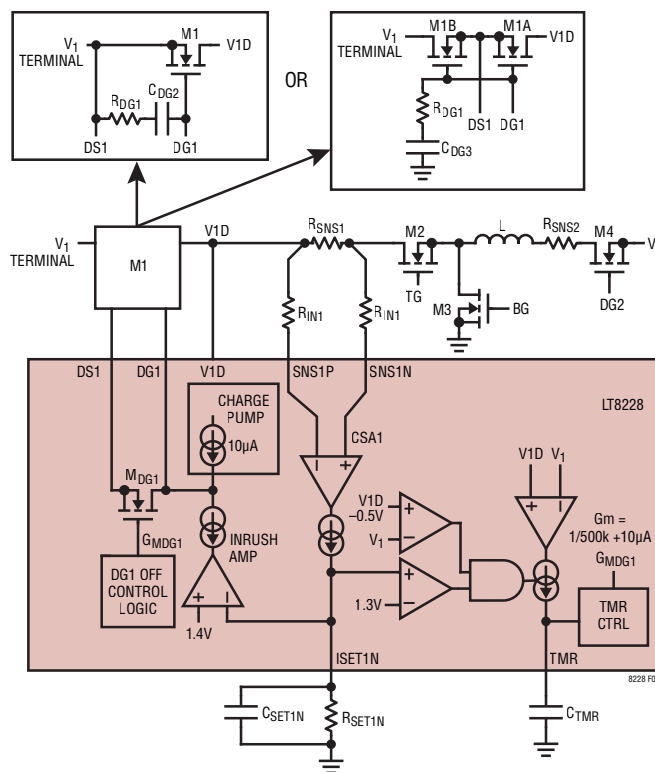 M1
V1 TERMINAL
V1D
RDG1
CDG2
DS1
DG1
OR
M1B
M1A
V1 TERMINAL
V1D
RDG1
DS1
DG1
CDG3
V1 TERMINAL
M1
V1D
RSNS1
M2
TG
L
RSNS2
M4
DG2
RIN1
RIN1
M3
BG
DS1
DG1
V1D
SNS1P
SNS1N
LT8228
CHARGE PUMP
10µA
CSA1
MDG1
GMDG1
INRUSH AMP
DG1 OFF CONTROL LOGIC
+
–
1.4V
–
+
V1D –0.5V
+
V1
–
+
1.3V
–
V1D
V1
+
–
Gm = 1/500k +10µA
GMDG1
TMR CTRL
ISET1N
TMR
8228 F0
CSET1N
RSET1N
CTMR